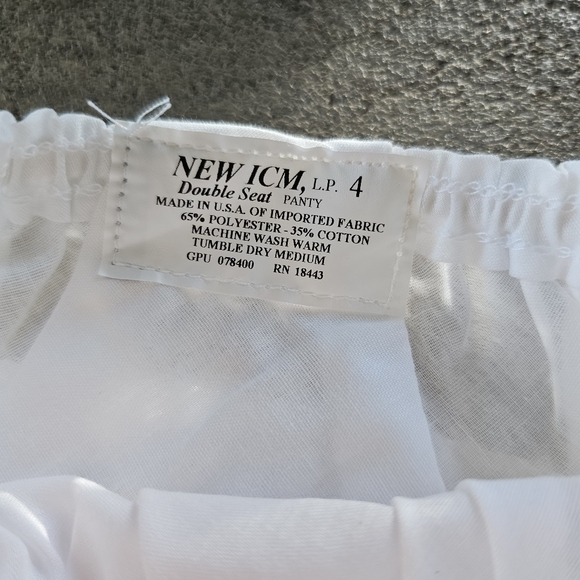 NEW ICM, L.P. 4
Double Seat PANTY
MADE IN U.S.A. OF IMPORTED FABRIC
65% POLYESTER - 35% COTTON
MACHINE WASH WARM
TUMBLE DRY MEDIUM
GPU 078400 RN 18443